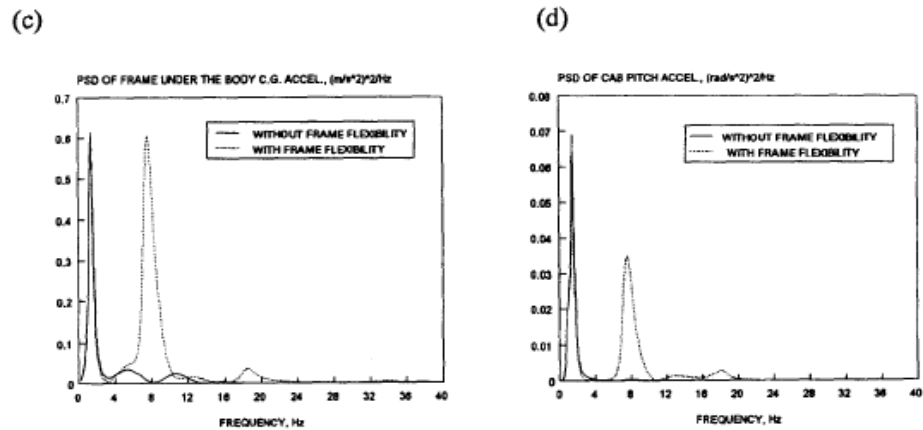 (c)
PSD OF FRAME UNDER THE BODY C.G. ACCEL., (m/s^2)^2/Hz
0.7
0.6
0.5
0.4
0.3
0.2
0.1
0
0 4 8 12 16 20 24 28 32 36 40
FREQUENCY, Hz
WITHOUT FRAME FLEXIBILITY
WITH FRAME FLEXIBILITY
(d)
PSD OF CAB PITCH ACCEL., (rad/s^2)^2/Hz
0.08
0.07
0.06
0.05
0.04
0.03
0.02
0.01
0
0 4 8 12 16 20 24 28 32 36 40
FREQUENCY, Hz
WITHOUT FRAME FLEXIBILITY
WITH FRAME FLEXIBILITY